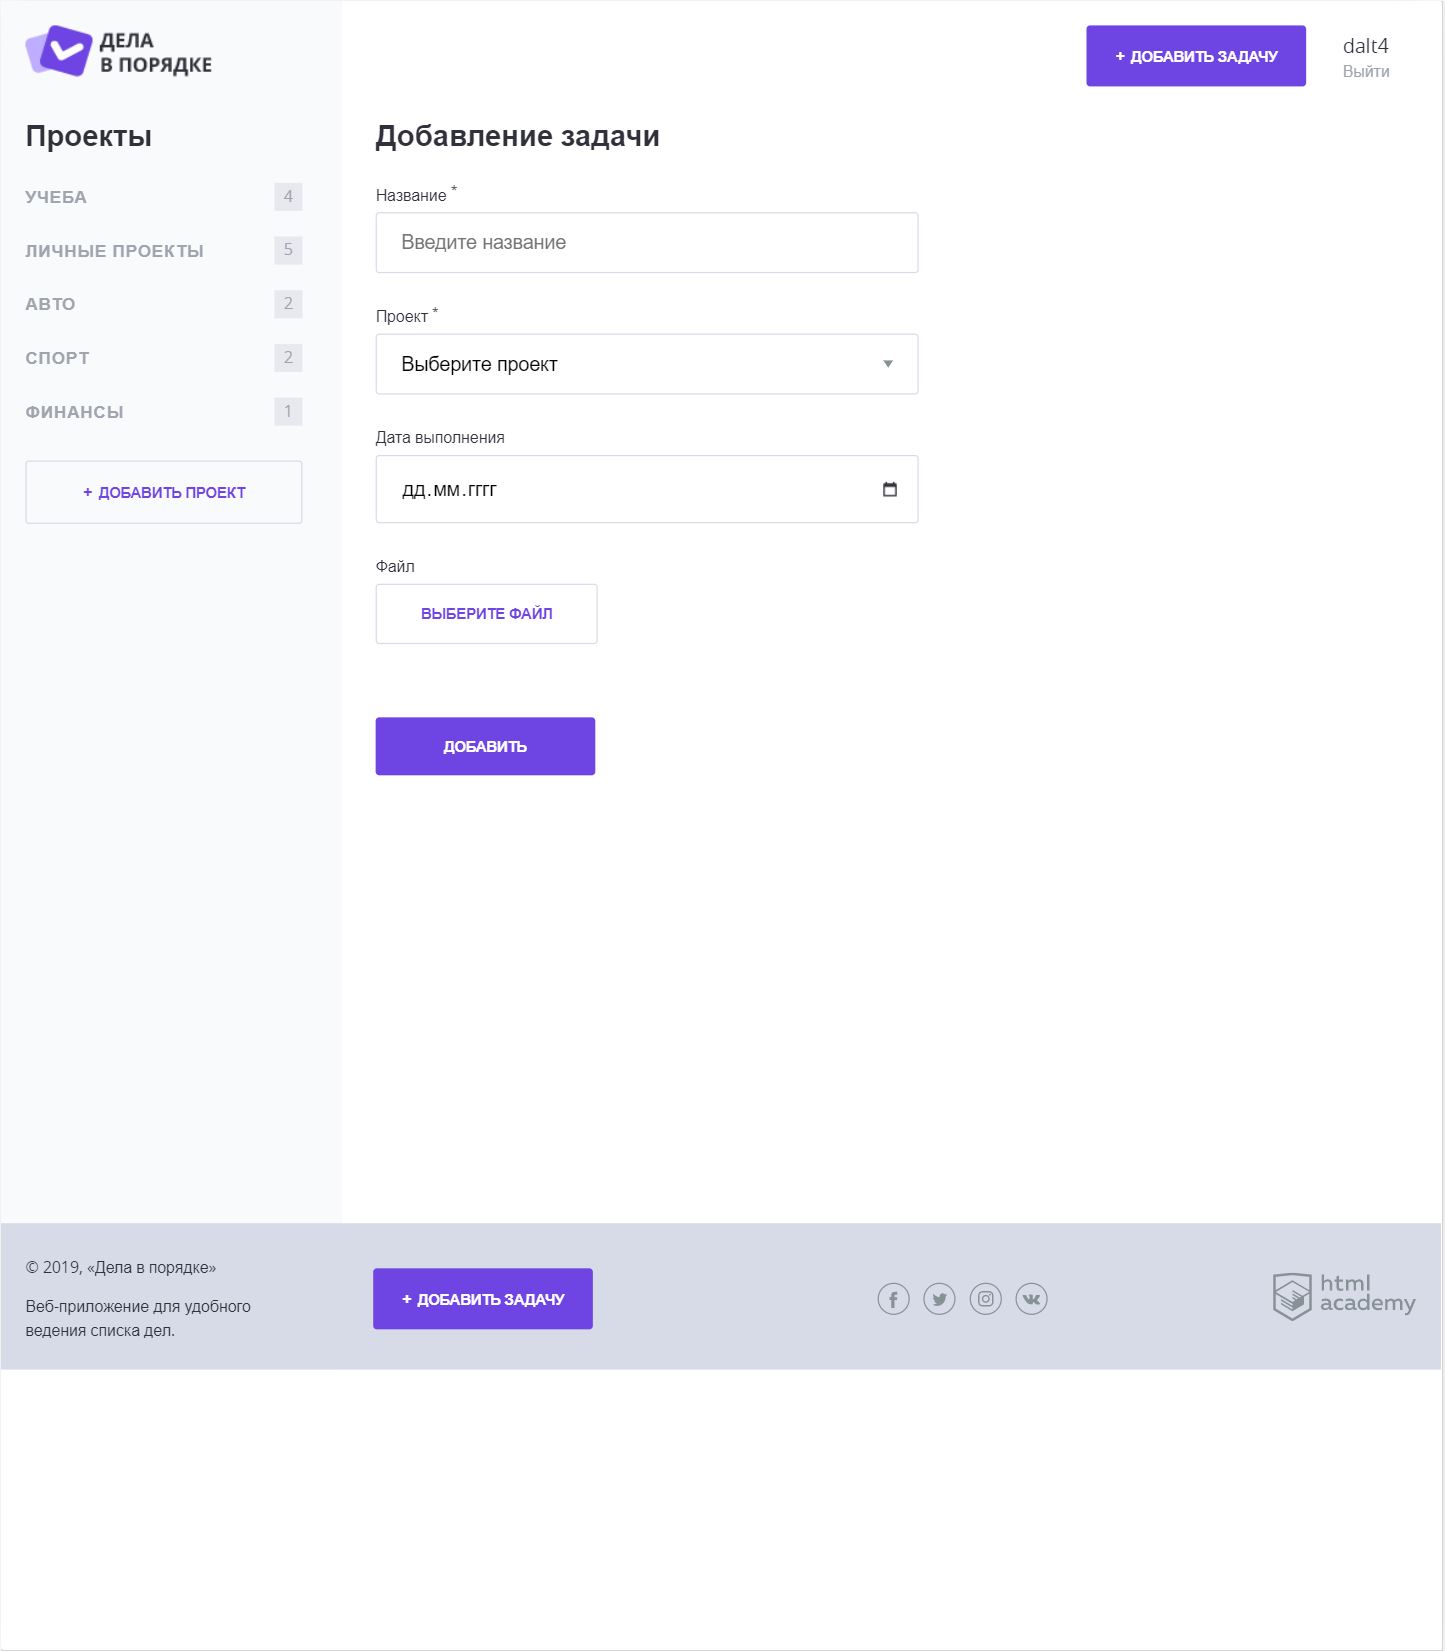 ДЕЛА
В ПОРЯДКЕ
+ ДОБАВИТЬ ЗАДАЧУ
dalt4
Выйти
Проекты
УЧЕБА 4
ЛИЧНЫЕ ПРОЕКТЫ 5
АВТО 2
СПОРТ 2
ФИНАНСЫ 1
+ ДОБАВИТЬ ПРОЕКТ
Добавление задачи
Название *
Введите название
Проект *
Выберите проект
Дата выполнения
дд.мм.гггг
Файл
ВЫБЕРИТЕ ФАЙЛ
ДОБАВИТЬ
© 2019, «Дела в порядке»
Веб-приложение для удобного
ведения списка дел.
+ ДОБАВИТЬ ЗАДАЧУ
html
academy